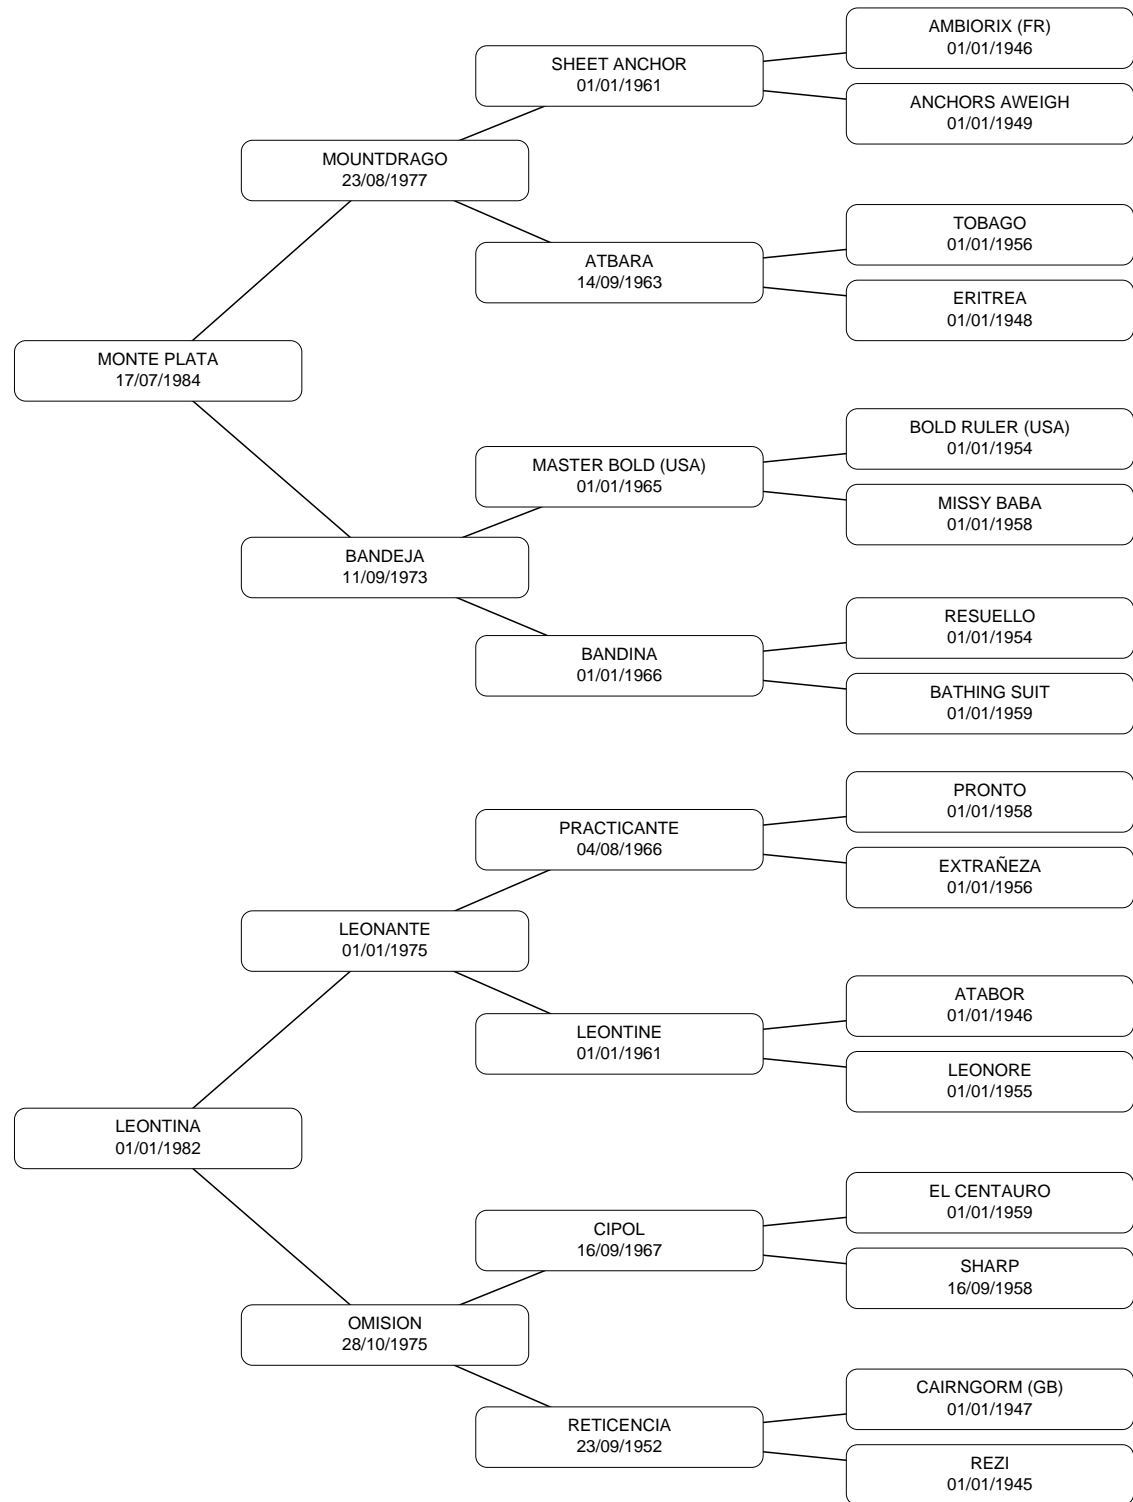 AMBIORIX (FR)
01/01/1946
SHEET ANCHOR
01/01/1961
ANCHORS AWEIGH
01/01/1949
MOUNTDRAGO
23/08/1977
TOBAGO
01/01/1956
ATBARA
14/09/1963
ERITREA
01/01/1948
MONTE PLATA
17/07/1984
BOLD RULER (USA)
01/01/1954
MASTER BOLD (USA)
01/01/1965
MISSY BABA
01/01/1958
BANDEJA
11/09/1973
RESUELLO
01/01/1954
BANDINA
01/01/1966
BATHING SUIT
01/01/1959
PRONTO
01/01/1958
PRACTICANTE
04/08/1966
EXTRAÑEZA
01/01/1956
LEONANTE
01/01/1975
ATABOR
01/01/1946
LEONTINE
01/01/1961
LEONORE
01/01/1955
LEONTINA
01/01/1982
EL CENTAURO
01/01/1959
CIPOL
16/09/1967
SHARP
16/09/1958
OMISION
28/10/1975
CAIRNGORM (GB)
01/01/1947
RETICENCIA
23/09/1952
REZI
01/01/1945